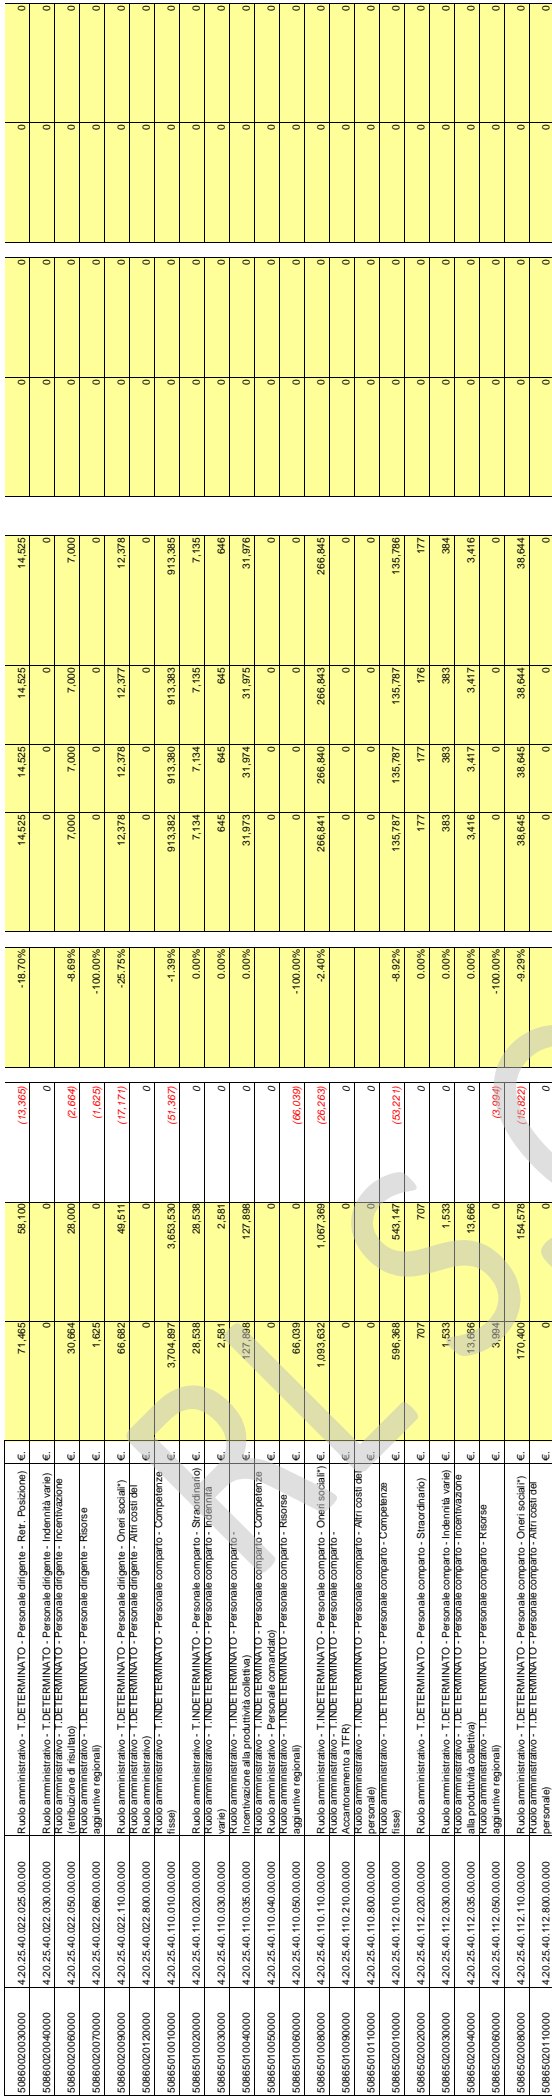 50860020030000 4.20.25.40.022.025.00.000 Ruolo amministrativo - T.DETERMINATO - Personale dirigente - Retr. Posizione) €. 71,465 58,100 (13,365) -18.70% 14,525 14,525 14,525 14,525 0 0 0 0
50860020040000 4.20.25.40.022.030.00.000 Ruolo amministrativo - T.DETERMINATO - Personale dirigente - Indennità varie) €. 0 0 0 0 0 0 0 0 0 0 0
50860020060000 4.20.25.40.022.050.00.000 Ruolo amministrativo - T.DETERMINATO - Personale dirigente - Incentivazione
(retribuzione di risultato) €. 30,664 28,000 (2,664) -8.69% 7,000 7,000 7,000 7,000 0 0 0 0
50860020070000 4.20.25.40.022.060.00.000 Ruolo amministrativo - T.DETERMINATO - Personale dirigente - Risorse
aggiuntive regionali) €. 1,625 0 (1,625) -100.00% 0 0 0 0 0 0 0 0
50860020090000 4.20.25.40.022.110.00.000 Ruolo amministrativo - T.DETERMINATO - Personale dirigente - Oneri sociali*) €. 66,682 49,511 (17,171) -25.75% 12,378 12,378 12,377 12,378 0 0 0 0
50860020120000 4.20.25.40.022.800.00.000 Ruolo amministrativo - T.DETERMINATO - Personale dirigente - Altri costi del
Ruolo amministrativo) €. 0 0 0 0 0 0 0 0 0 0 0
50865010010000 4.20.25.40.110.010.00.000 Ruolo amministrativo - T.INDETERMINATO - Personale comparto - Competenze
fisse) €. 3,704,897 3,653,530 (51,367) -1.39% 913,382 913,380 913,383 913,385 0 0 0 0
50865010020000 4.20.25.40.110.020.00.000 Ruolo amministrativo - T.INDETERMINATO - Personale comparto - Straordinario) €. 28,538 28,538 0 0.00% 7,134 7,134 7,135 7,135 0 0 0 0
50865010030000 4.20.25.40.110.030.00.000 Ruolo amministrativo - T.INDETERMINATO - Personale comparto - Indennità
varie) €. 2,581 2,581 0 0.00% 645 645 645 646 0 0 0 0
50865010040000 4.20.25.40.110.035.00.000 Ruolo amministrativo - T.INDETERMINATO - Personale comparto -
Incentivazione alla produttività collettiva) €. 127,898 127,898 0 0.00% 31,973 31,974 31,975 31,976 0 0 0 0
50865010050000 4.20.25.40.110.040.00.000 Ruolo amministrativo - T.INDETERMINATO - Personale comparto - Competenze
Ruolo amministrativo - Personale comandato) €. 0 0 0 0 0 0 0 0 0 0 0
50865010060000 4.20.25.40.110.050.00.000 Ruolo amministrativo - T.INDETERMINATO - Personale comparto - Risorse
aggiuntive regionali) €. 66,039 0 (66,039) -100.00% 0 0 0 0 0 0 0 0
50865010080000 4.20.25.40.110.110.00.000 Ruolo amministrativo - T.INDETERMINATO - Personale comparto - Oneri sociali*) €. 1,093,632 1,067,369 (26,263) -2.40% 266,841 266,840 266,843 266,845 0 0 0 0
50865010090000 4.20.25.40.110.210.00.000 Ruolo amministrativo - T.INDETERMINATO - Personale comparto -
Accantonamento a TFR) €. 0 0 0 0 0 0 0 0 0 0 0
50865010110000 4.20.25.40.110.800.00.000 Ruolo amministrativo - T.INDETERMINATO - Personale comparto - Altri costi del
personale) €. 0 0 0 0 0 0 0 0 0 0 0
50865020010000 4.20.25.40.112.010.00.000 Ruolo amministrativo - T.DETERMINATO - Personale comparto - Competenze
fisse) €. 596,368 543,147 (53,221) -8.92% 135,787 135,787 135,787 135,786 0 0 0 0
50865020020000 4.20.25.40.112.020.00.000 Ruolo amministrativo - T.DETERMINATO - Personale comparto - Straordinario) €. 707 707 0 0.00% 177 177 176 177 0 0 0 0
50865020030000 4.20.25.40.112.030.00.000 Ruolo amministrativo - T.DETERMINATO - Personale comparto - Indennità varie) €. 1,533 1,533 0 0.00% 383 383 383 384 0 0 0 0
50865020040000 4.20.25.40.112.035.00.000 Ruolo amministrativo - T.DETERMINATO - Personale comparto - Incentivazione
alla produttività collettiva) €. 13,666 13,666 0 0.00% 3,416 3,417 3,417 3,416 0 0 0 0
50865020060000 4.20.25.40.112.050.00.000 Ruolo amministrativo - T.DETERMINATO - Personale comparto - Risorse
aggiuntive regionali) €. 3,994 0 (3,994) -100.00% 0 0 0 0 0 0 0 0
50865020080000 4.20.25.40.112.110.00.000 Ruolo amministrativo - T.DETERMINATO - Personale comparto - Oneri sociali*) €. 170,400 154,578 (15,822) -9.29% 38,645 38,645 38,644 38,644 0 0 0 0
50865020110000 4.20.25.40.112.800.00.000 Ruolo amministrativo - T.DETERMINATO - Personale comparto - Altri costi del
personale) €. 0 0 0 0 0 0 0 0 0 0 0
RL S.C